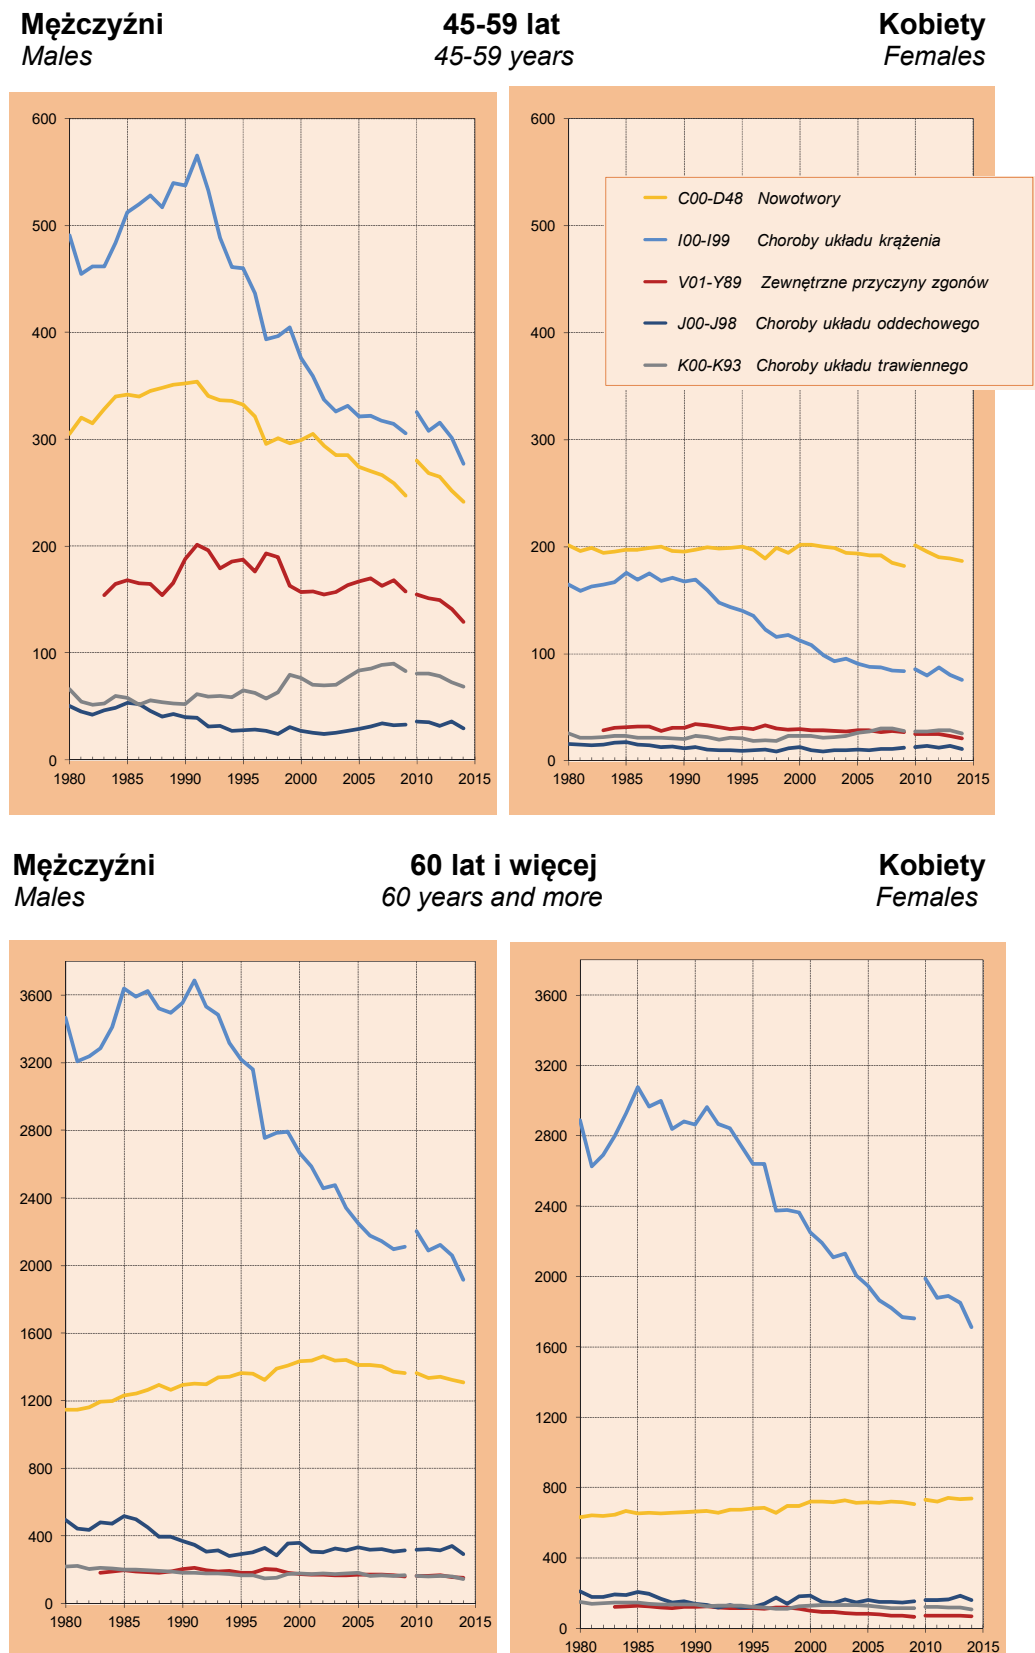 Mężczyźni 45-59 lat Kobiety
Males 45-59 years Females
600
500
400
300
200
100
0
1980 1985 1990 1995 2000 2005 2010 2015
600
500
400
300
200
100
0
1980 1985 1990 1995 2000 2005 2010 2015
C00-D48 Nowotwory
I00-I99 Choroby układu krążenia
V01-Y89 Zewnętrzne przyczyny zgonów
J00-J98 Choroby układu oddechowego
K00-K93 Choroby układu trawiennego
Mężczyźni 60 lat i więcej Kobiety
Males 60 years and more Females
3600
3200
2800
2400
2000
1600
1200
800
400
0
1980 1985 1990 1995 2000 2005 2010 2015
3600
3200
2800
2400
2000
1600
1200
800
400
0
1980 1985 1990 1995 2000 2005 2010 2015